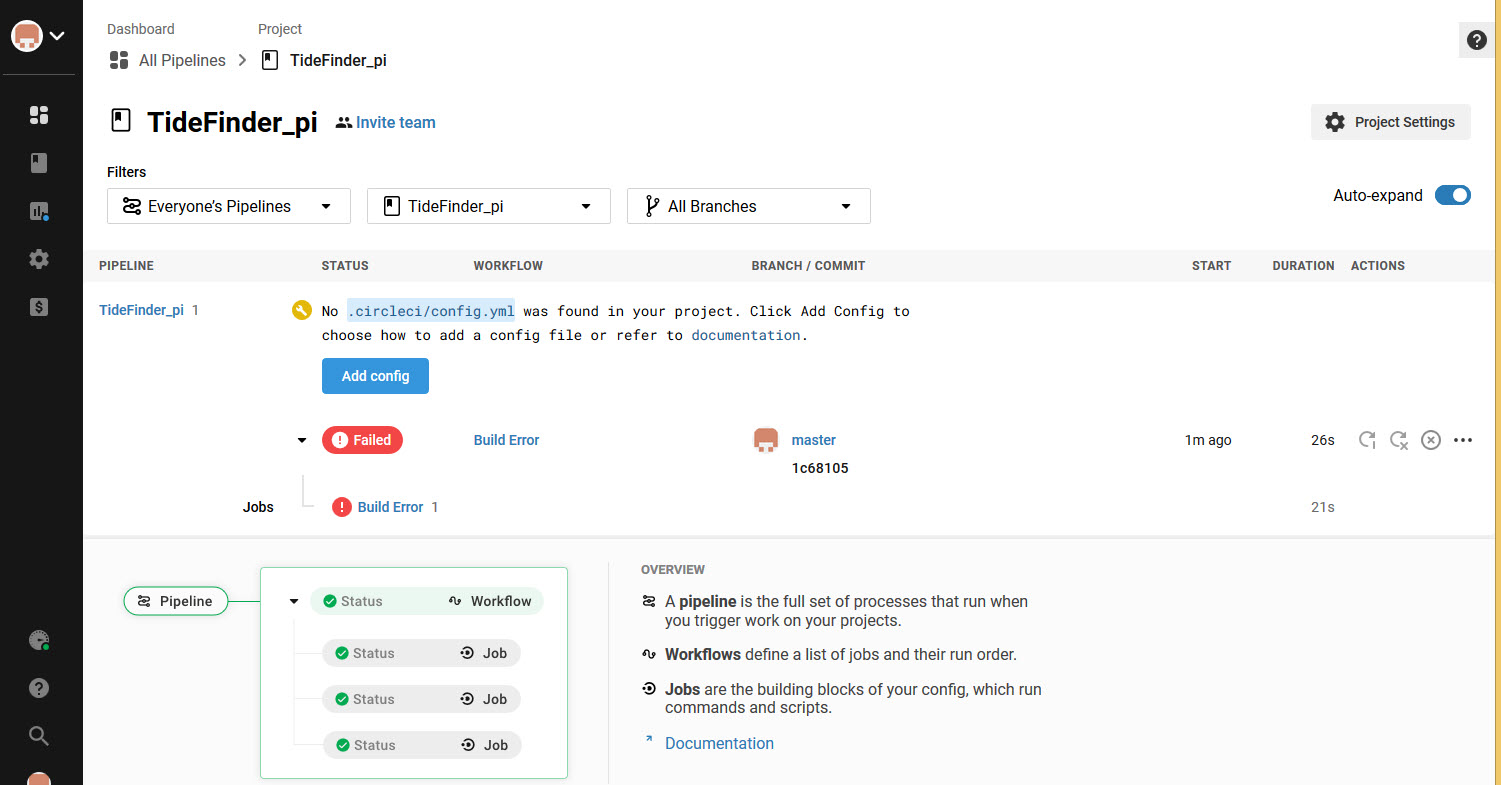 Dashboard Project
All Pipelines TideFinder_pi
TideFinder_pi Invite team
Project Settings
Filters
Everyone’s Pipelines TideFinder_pi All Branches
Auto-expand
PIPELINE STATUS WORKFLOW BRANCH / COMMIT START DURATION ACTIONS
TideFinder_pi 1
No .circleci/config.yml was found in your project. Click Add Config to
choose how to add a config file or refer to documentation.
Add config
Failed Build Error master 1m ago 26s
1c68105
Jobs Build Error 1 21s
Pipeline
Status Workflow
Status Job
Status Job
Status Job
OVERVIEW
A pipeline is the full set of processes that run when
you trigger work on your projects.
Workflows define a list of jobs and their run order.
Jobs are the building blocks of your config, which run
commands and scripts.
Documentation